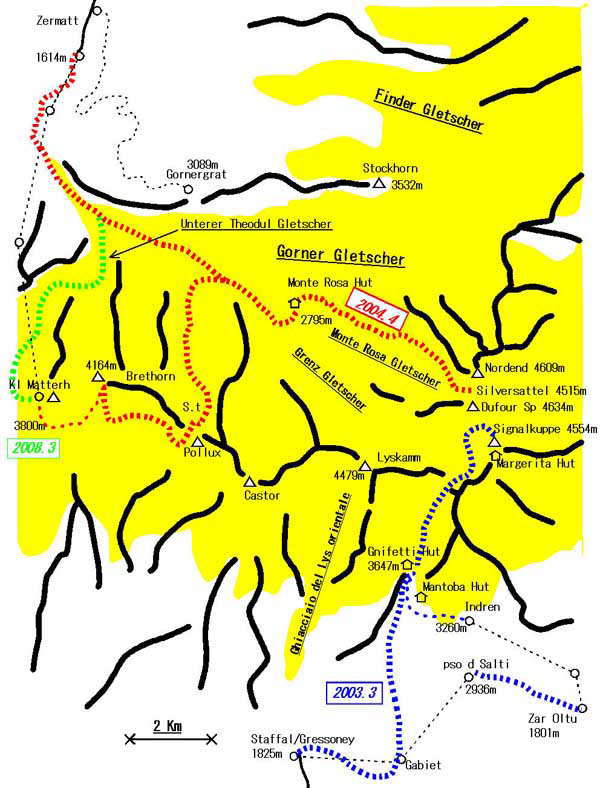 Zermatt
1614m
Finder Gletscher
3089m
Gornergrat
Stockhorn
3532m
Unterer Theodul Gletscher
Gorner Gletscher
Monte Rosa Hut
2795m
2004.4
Monte Rosa Gletscher
Grenz Gletscher
Nordend 4609m
4164m
Brethorn
Kl Matterh
Silversattel 4515m
S.t
Dufour Sp 4634m
3800m
Signalkuppe 4554m
2008.3
Pollux
Lyskamm
4479m
Margerita Hut
Castor
Ghiacciaio del lys orientale
Gnifetti Hut
3647m
Mantoba Hut
Indren
3260m
pso d Salti
2936m
2003.3
Zar Oltu
1801m
2 Km
Staffal/Gressoney
1825m
Gabiet